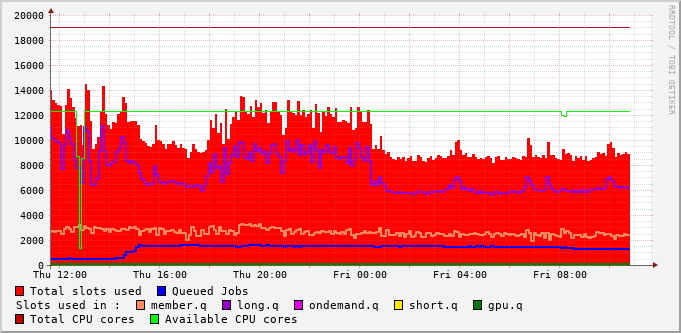 20000
18000
16000
14000
12000
10000
8000
6000
4000
2000
0
Thu 12:00 Thu 16:00 Thu 20:00 Fri 00:00 Fri 04:00 Fri 08:00
Total slots used Queued Jobs
Slots used in : member.q long.q ondemand.q short.q gpu.q
Total CPU cores Available CPU cores
RRDTOOL / TOBI OETIKER